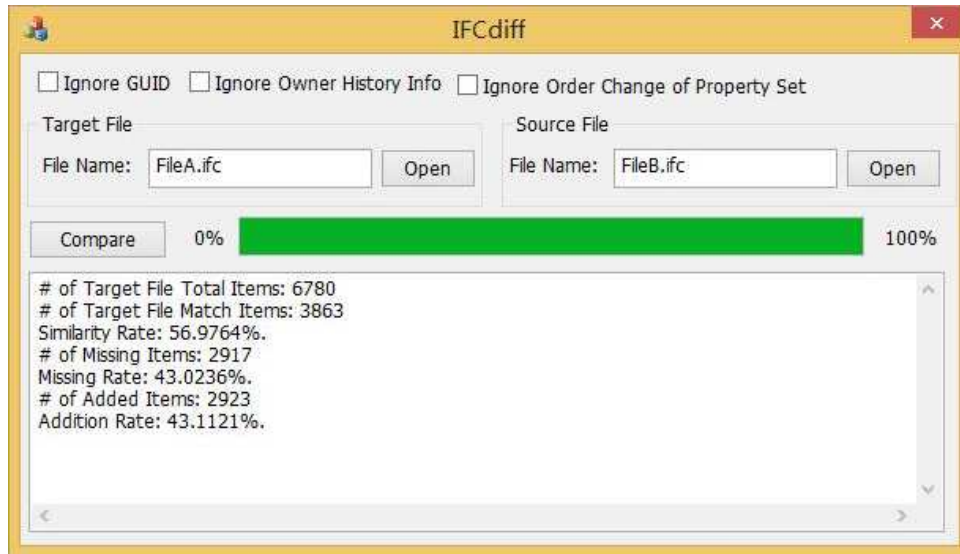 IFCdiff
Ignore GUID Ignore Owner History Info Ignore Order Change of Property Set
Target File Source File
File Name: FileA.ifc Open File Name: FileB.ifc Open
Compare 0% 100%
# of Target File Total Items: 6780
# of Target File Match Items: 3863
Similarity Rate: 56.9764%.
# of Missing Items: 2917
Missing Rate: 43.0236%.
# of Added Items: 2923
Addition Rate: 43.1121%.